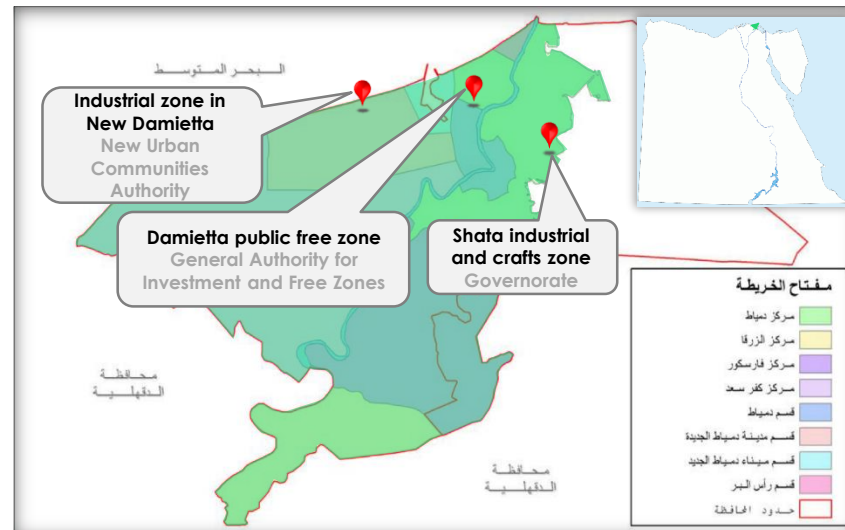 البحر المتوسط
Industrial zone in
New Damietta
New Urban
Communities
Authority
Damietta public free zone
General Authority for
Investment and Free Zones
Shata industrial
and crafts zone
Governorate
محافظة
الدقهلية
محافظة
الدقهلية
مفتاح الخريطة
مركز دمياط
مركز الزرقا
مركز فارسكور
مركز كفر سعد
قسم دمياط
قسم مدينة دمياط الجديدة
قسم ميناء دمياط الجديد
قسم رأس البر
حدود المحافظة